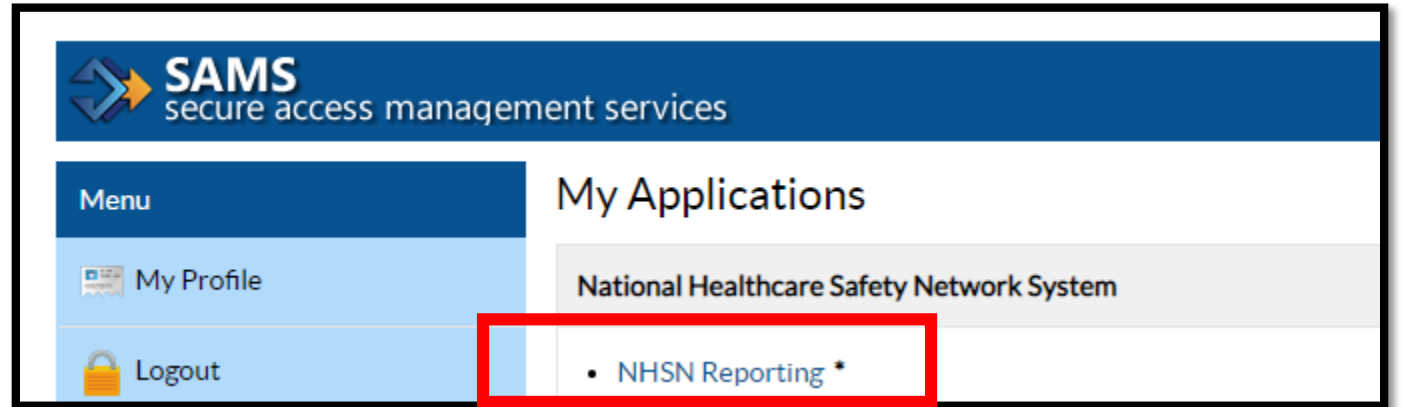 SAMS
secure access management services
Menu
My Profile
Logout
My Applications
National Healthcare Safety Network System
• NHSN Reporting *